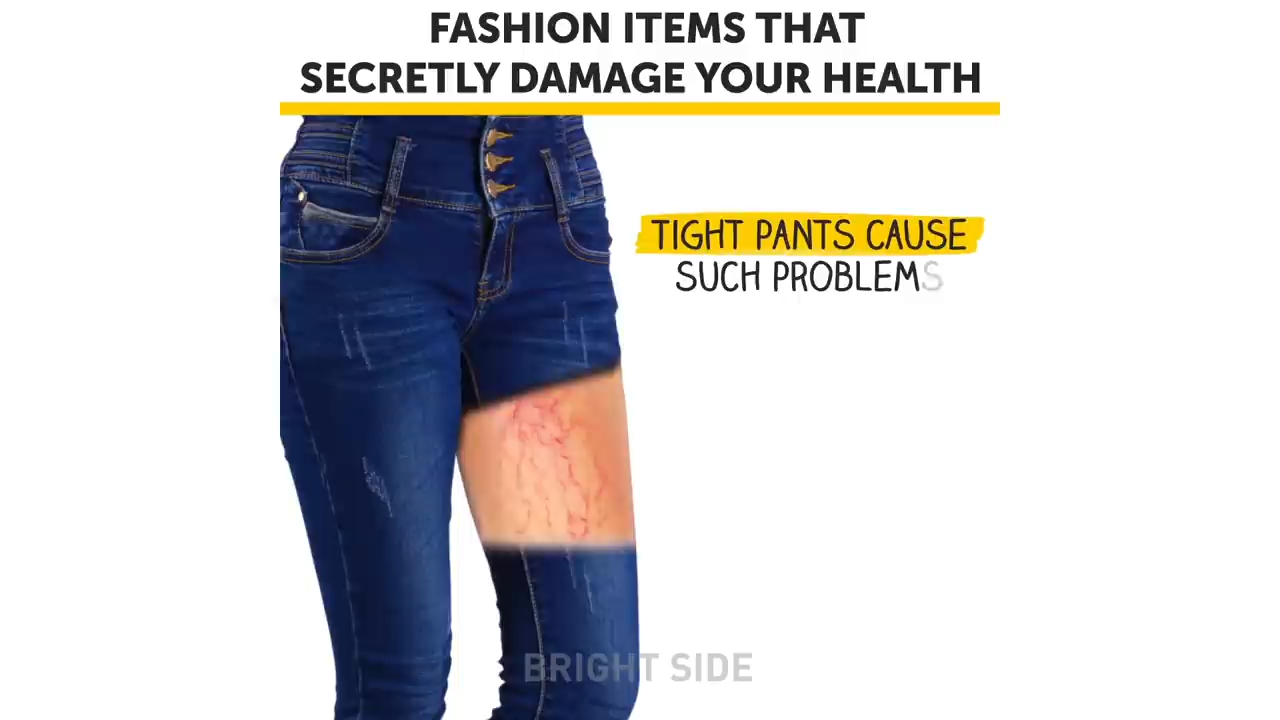 FASHION ITEMS THAT
SECRETLY DAMAGE YOUR HEALTH
TIGHT PANTS CAUSE
SUCH PROBLEMS
BRIGHT SIDE